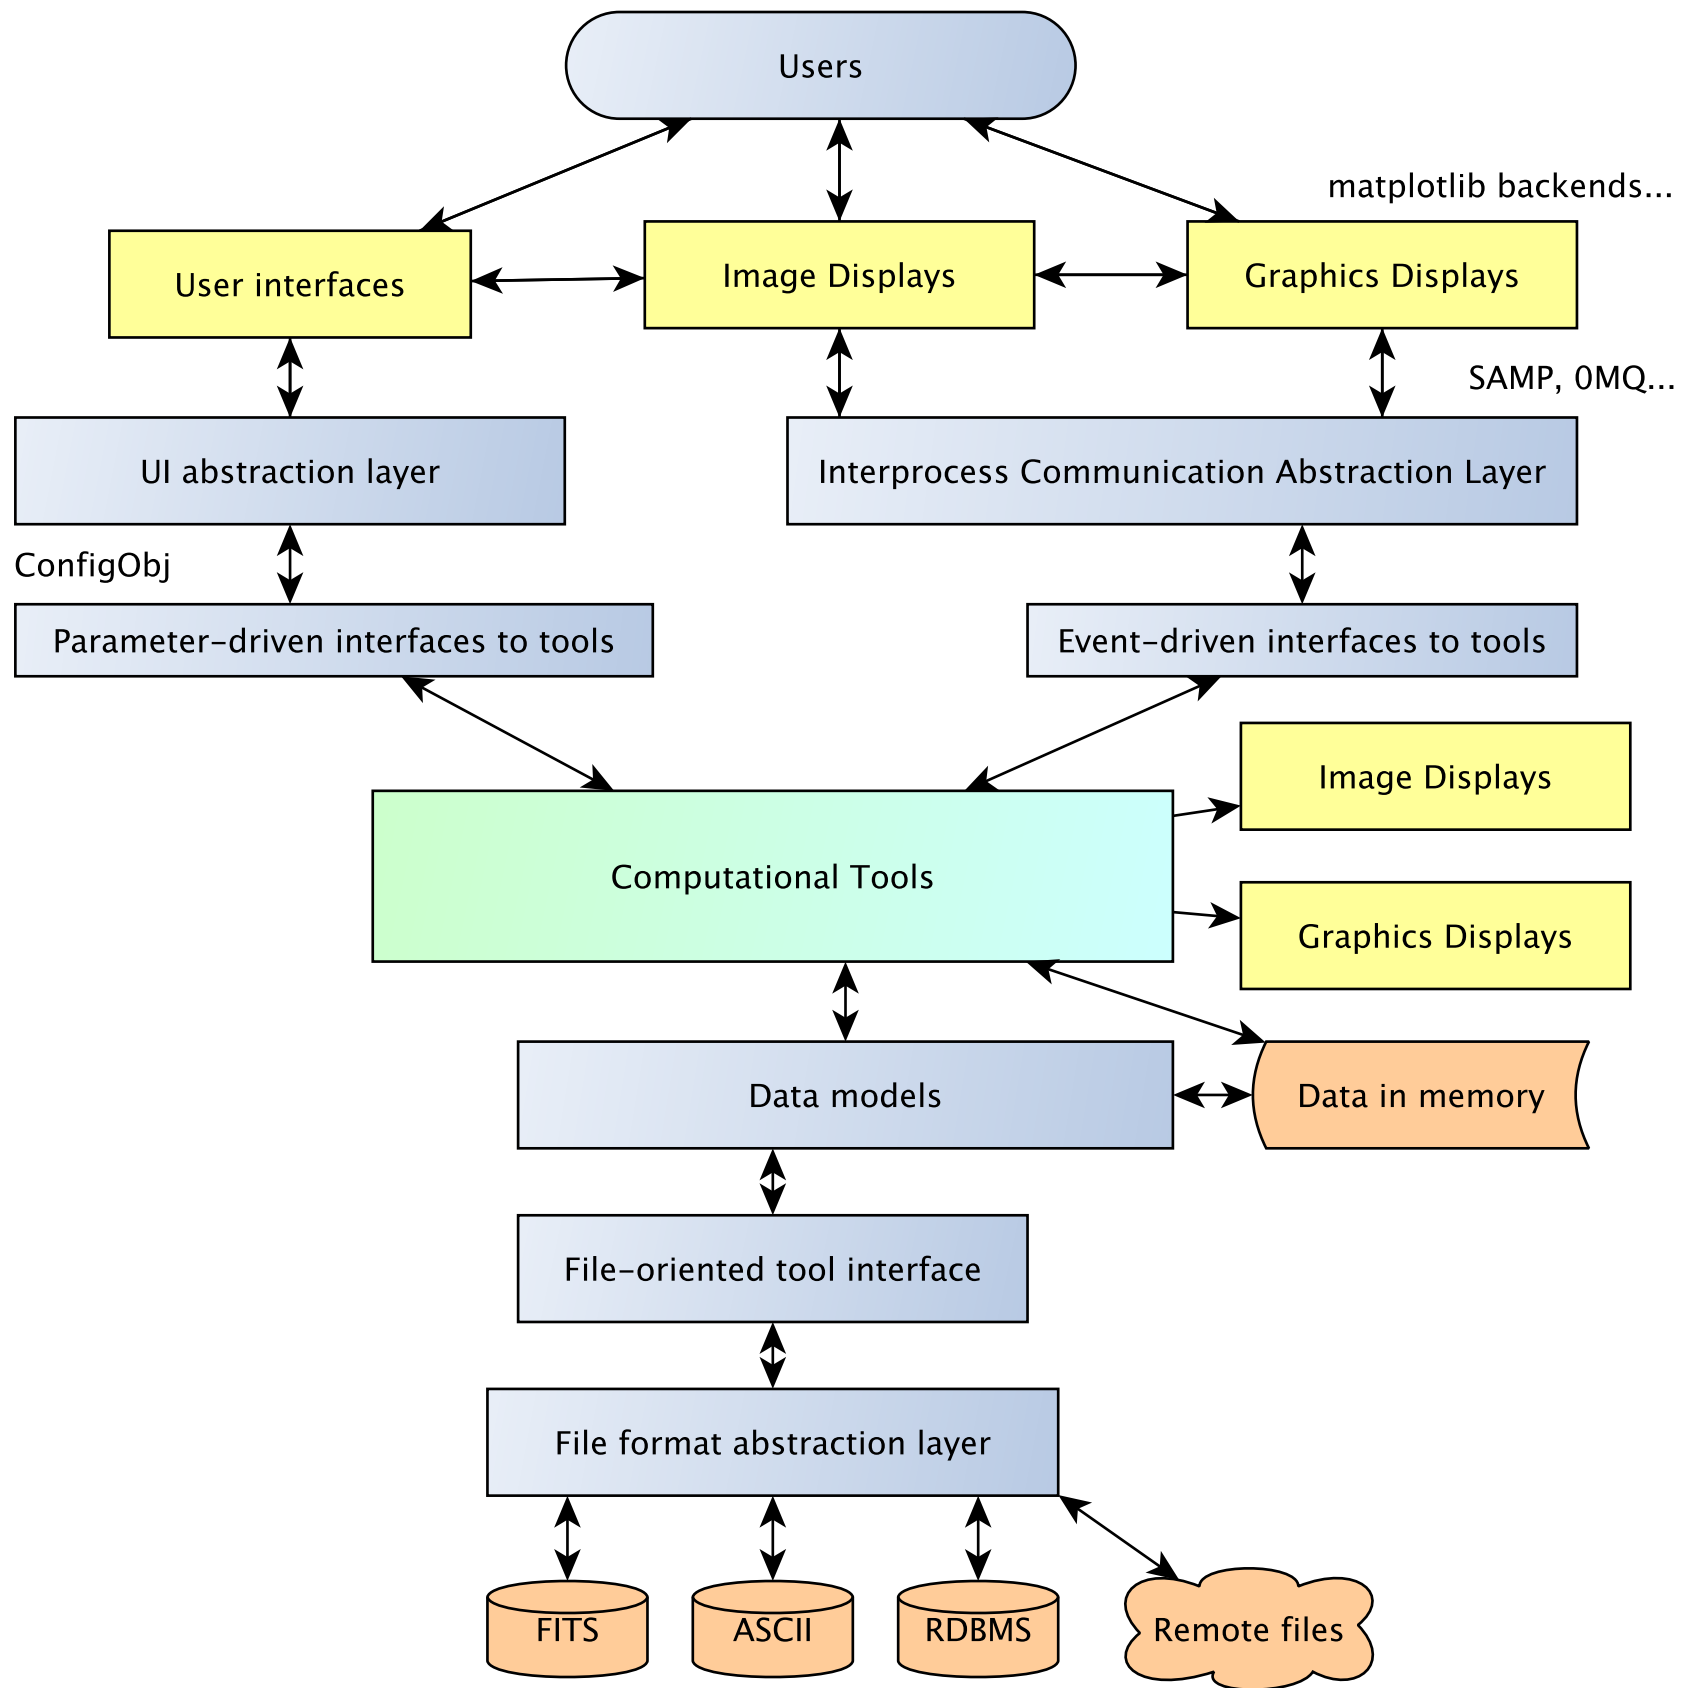 Users
matplotlib backends...
User interfaces
Image Displays
Graphics Displays
SAMP, 0MQ...
UI abstraction layer
Interprocess Communication Abstraction Layer
ConfigObj
Parameter-driven interfaces to tools
Event-driven interfaces to tools
Image Displays
Computational Tools
Graphics Displays
Data models
Data in memory
File-oriented tool interface
File format abstraction layer
FITS
ASCII
RDBMS
Remote files